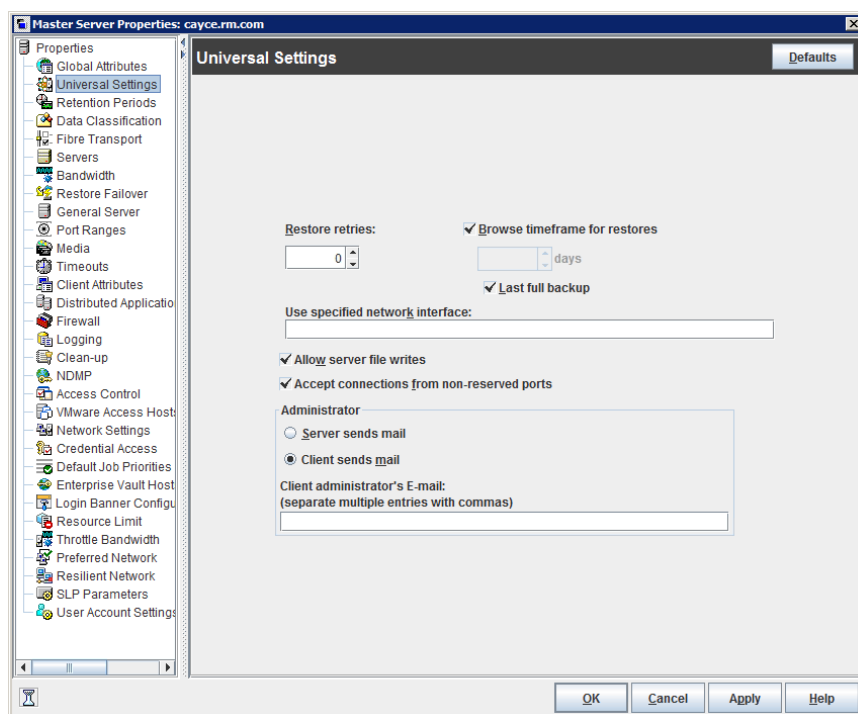 Master Server Properties: cayce.rm.com
Properties
Global Attributes
Universal Settings
Retention Periods
Data Classification
Fibre Transport
Servers
Bandwidth
Restore Failover
General Server
Port Ranges
Media
Timeouts
Client Attributes
Distributed Applicatio
Firewall
Logging
Clean-up
NDMP
Access Control
VMware Access Hosts
Network Settings
Credential Access
Default Job Priorities
Enterprise Vault Host
Login Banner Configu
Resource Limit
Throttle Bandwidth
Preferred Network
Resilient Network
SLP Parameters
User Account Settings
Universal Settings
Defaults
Restore retries:
Browse timeframe for restores
0
days
Last full backup
Use specified network interface:
Allow server file writes
Accept connections from non-reserved ports
Administrator
Server sends mail
Client sends mail
Client administrator's E-mail:
(separate multiple entries with commas)
OK
Cancel
Apply
Help